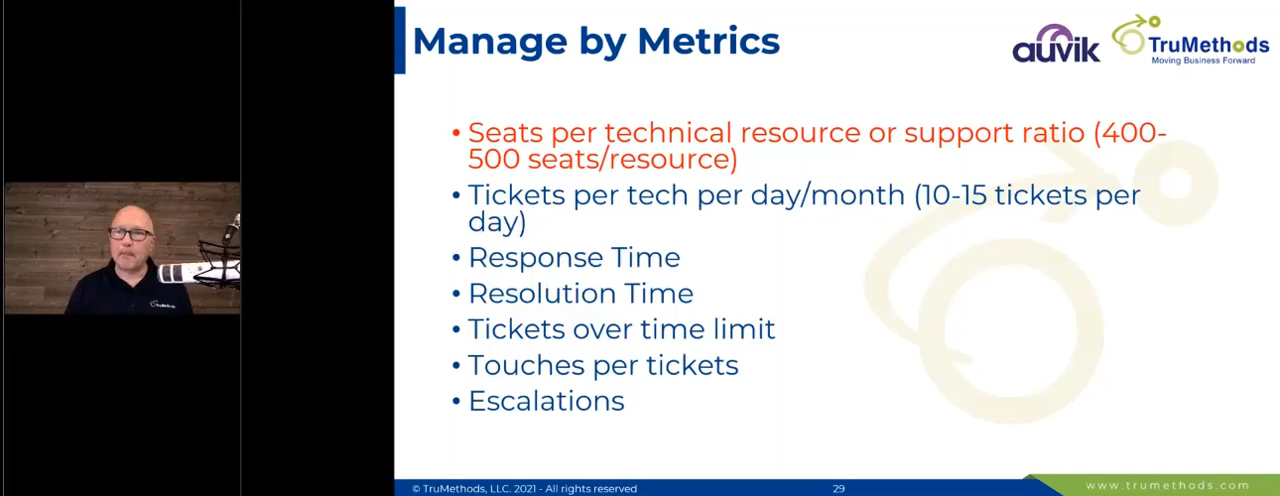 Manage by Metrics
auvik
TruMethods
Moving Business Forward
• Seats per technical resource or support ratio (400-
500 seats/resource)
• Tickets per tech per day/month (10-15 tickets per
day)
• Response Time
• Resolution Time
• Tickets over time limit
• Touches per tickets
• Escalations
TruMethods
© TruMethods, LLC. 2021 - All rights reserved
29
www.trumethods.com